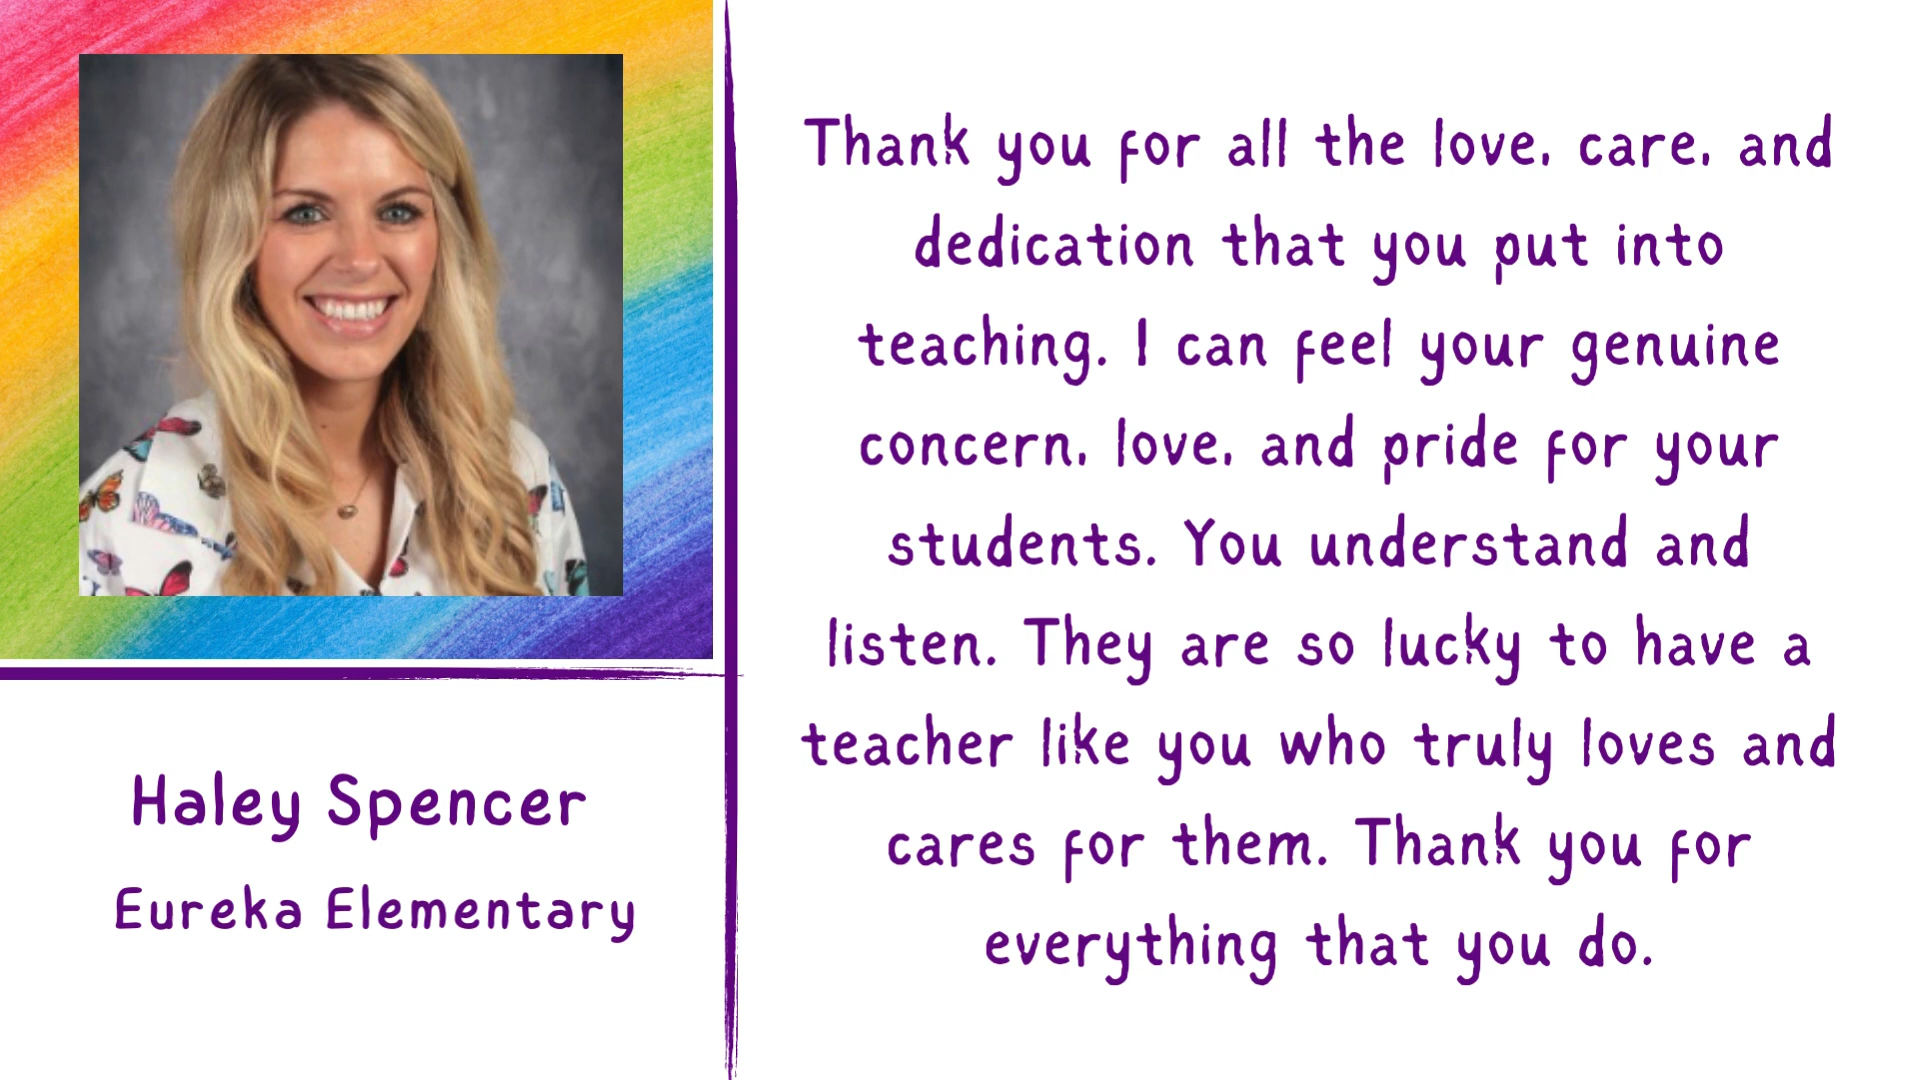 Thank you for all the love, care, and
dedication that you put into
teaching. I can feel your genuine
concern, love, and pride for your
students. You understand and
listen. They are so lucky to have a
teacher like you who truly loves and
cares for them. Thank you for
everything that you do.
Haley Spencer
Eureka Elementary